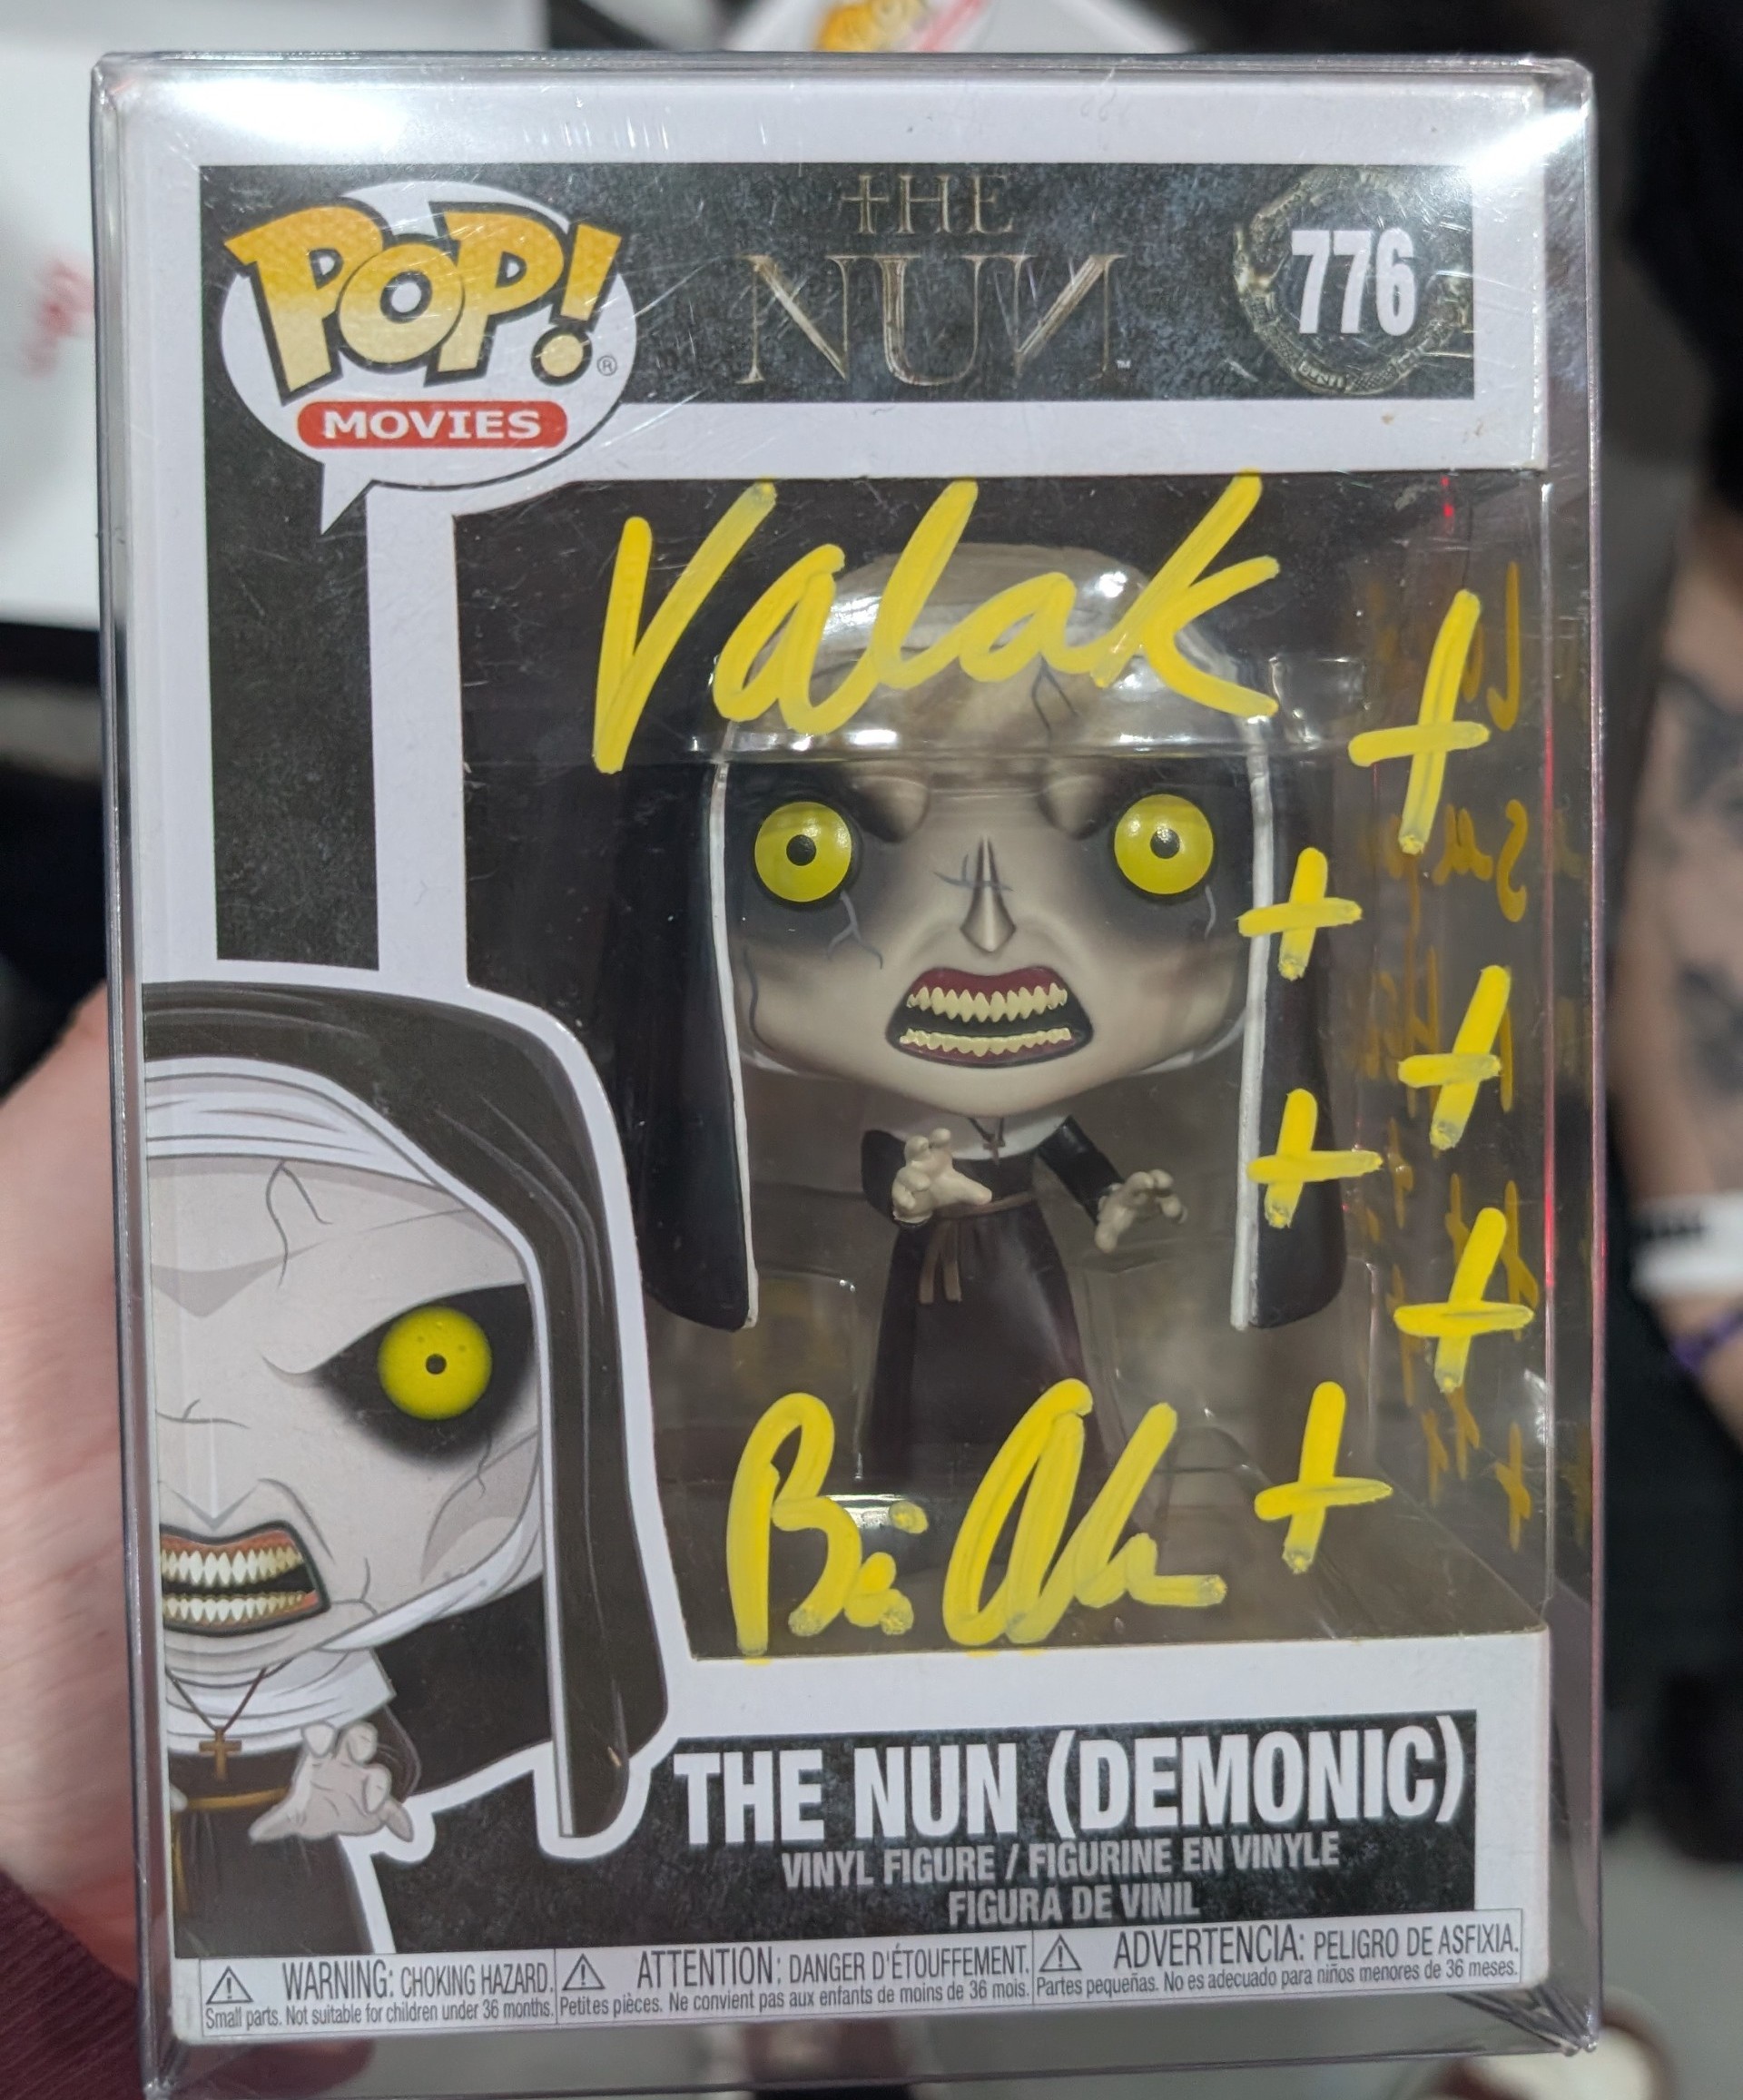 POP!®
MOVIES
THE
NUN™
776
Valak
THE NUN (DEMONIC)
VINYL FIGURE / FIGURINE EN VINYLE
FIGURA DE VINIL
WARNING: CHOKING HAZARD.
Small parts. Not suitable for children under 36 months.
ATTENTION: DANGER D'ÉTOUFFEMENT.
Petites pièces. Ne convient pas aux enfants de moins de 36 mois.
ADVERTENCIA: PELIGRO DE ASFIXIA.
Partes pequeñas. No es adecuado para niños menores de 36 meses.